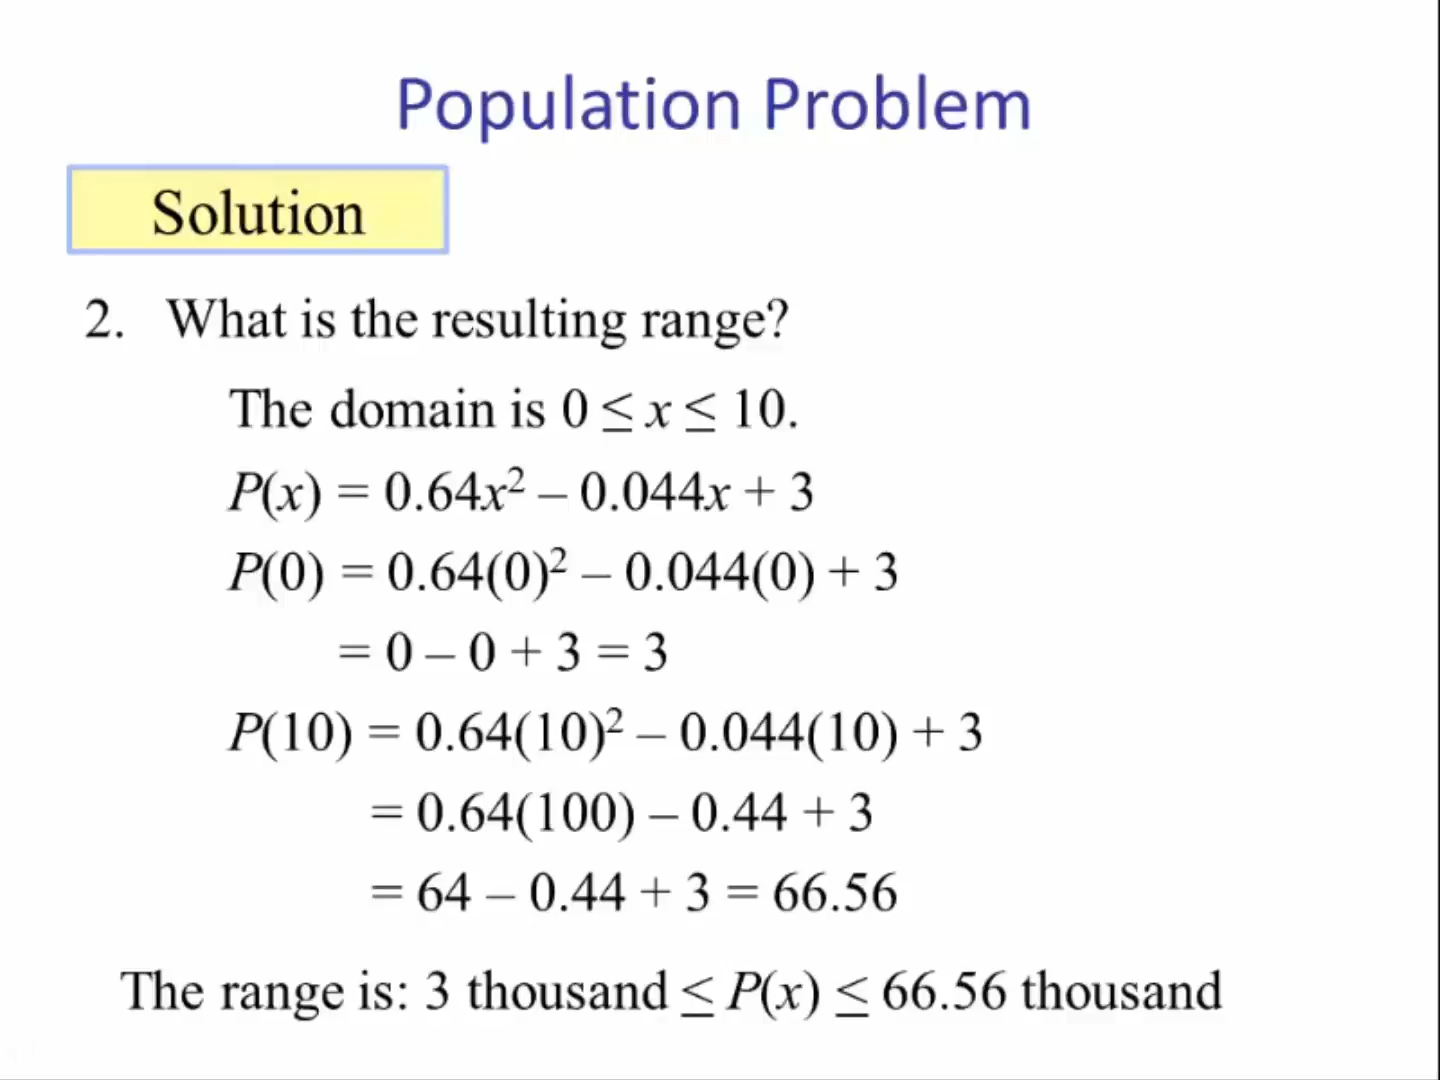 Population Problem
Solution
2. What is the resulting range?
The domain is 0 ≤ x ≤ 10.
P(x) = 0.64x² – 0.044x + 3
P(0) = 0.64(0)² – 0.044(0) + 3
= 0 – 0 + 3 = 3
P(10) = 0.64(10)² – 0.044(10) + 3
= 0.64(100) – 0.44 + 3
= 64 – 0.44 + 3 = 66.56
The range is: 3 thousand ≤ P(x) ≤ 66.56 thousand